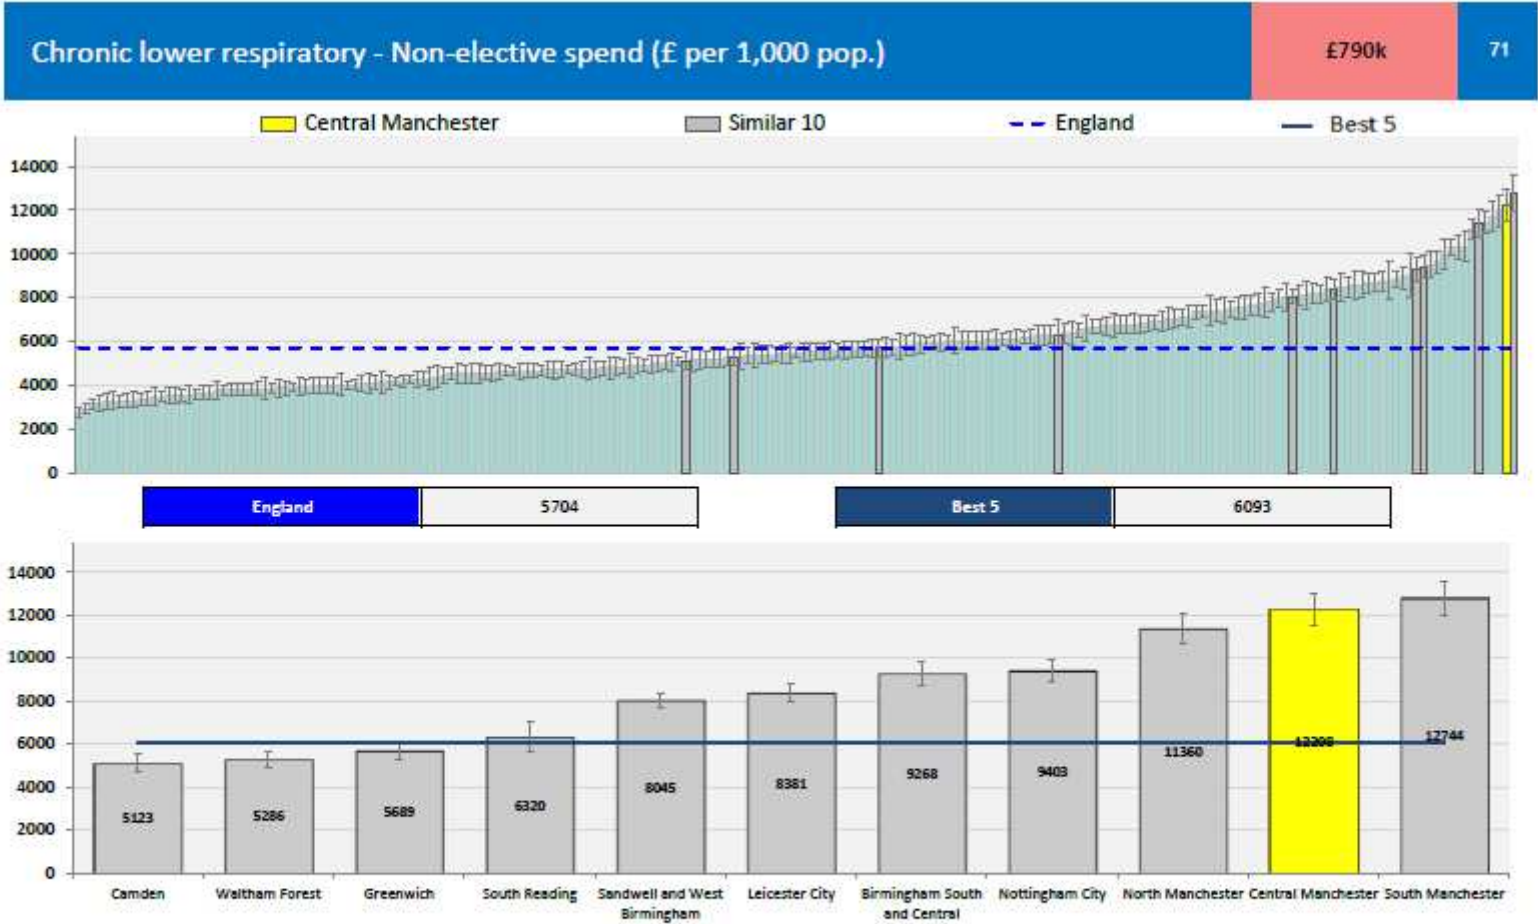 Chronic lower respiratory - Non-elective spend (£ per 1,000 pop.)
£790k
71
Central Manchester
Similar 10
England
Best 5
14000
12000
10000
8000
6000
4000
2000
0
England
5704
Best 5
6093
14000
12000
10000
8000
6000
4000
2000
0
5123
5286
5689
6320
8045
8381
9268
9403
11360
12208
12744
Camden
Waltham Forest
Greenwich
South Reading
Sandwell and West
Birmingham
Leicester City
Birmingham South
and Central
Nottingham City
North Manchester
Central Manchester
South Manchester